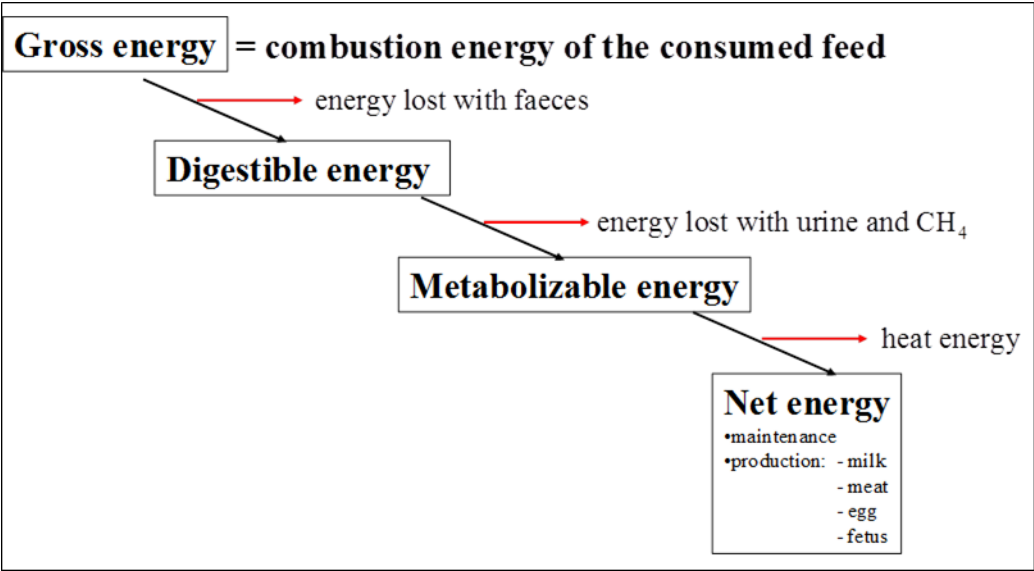 Gross energy = combustion energy of the consumed feed
energy lost with faeces
Digestible energy
energy lost with urine and CH₄
Metabolizable energy
heat energy
Net energy
•maintenance
•production: - milk
- meat
- egg
- fetus